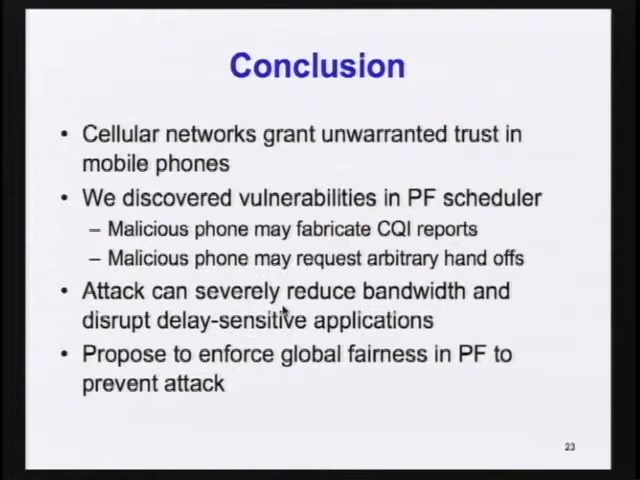 Conclusion
• Cellular networks grant unwarranted trust in
mobile phones
• We discovered vulnerabilities in PF scheduler
– Malicious phone may fabricate CQI reports
– Malicious phone may request arbitrary hand offs
• Attack can severely reduce bandwidth and
disrupt delay-sensitive applications
• Propose to enforce global fairness in PF to
prevent attack
23